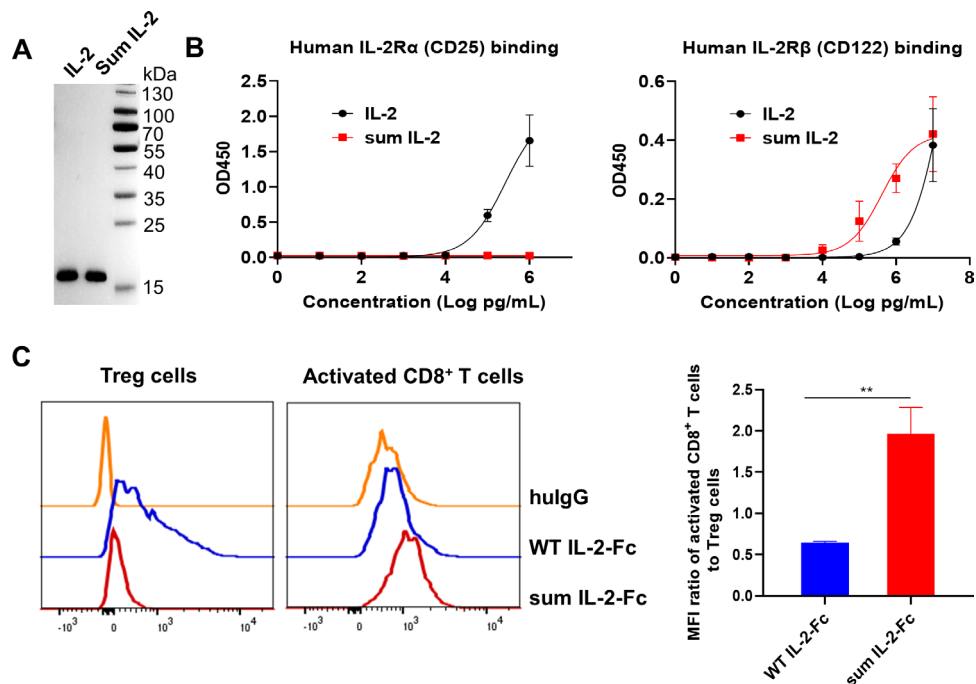 A
IL-2
Sum IL-2
kDa
130
100
70
55
40
35
25
15
B
Human IL-2Rα (CD25) binding
OD450
2.5
2.0
1.5
1.0
0.5
0.0
0 2 4 6
Concentration (Log pg/mL)
IL-2
sum IL-2
Human IL-2Rβ (CD122) binding
OD450
0.6
0.4
0.2
0.0
0 2 4 6 8
Concentration (Log pg/mL)
IL-2
sum IL-2
C
Treg cells
Activated CD8⁺ T cells
huIgG
WT IL-2-Fc
sum IL-2-Fc
-10³ 0 10³ 10⁴
-10³ 0 10³ 10⁴
MFI ratio of activated CD8⁺ T cells
to Treg cells
2.5
2.0
1.5
1.0
0.5
0.0
**
WT IL-2-Fc
sum IL-2-Fc